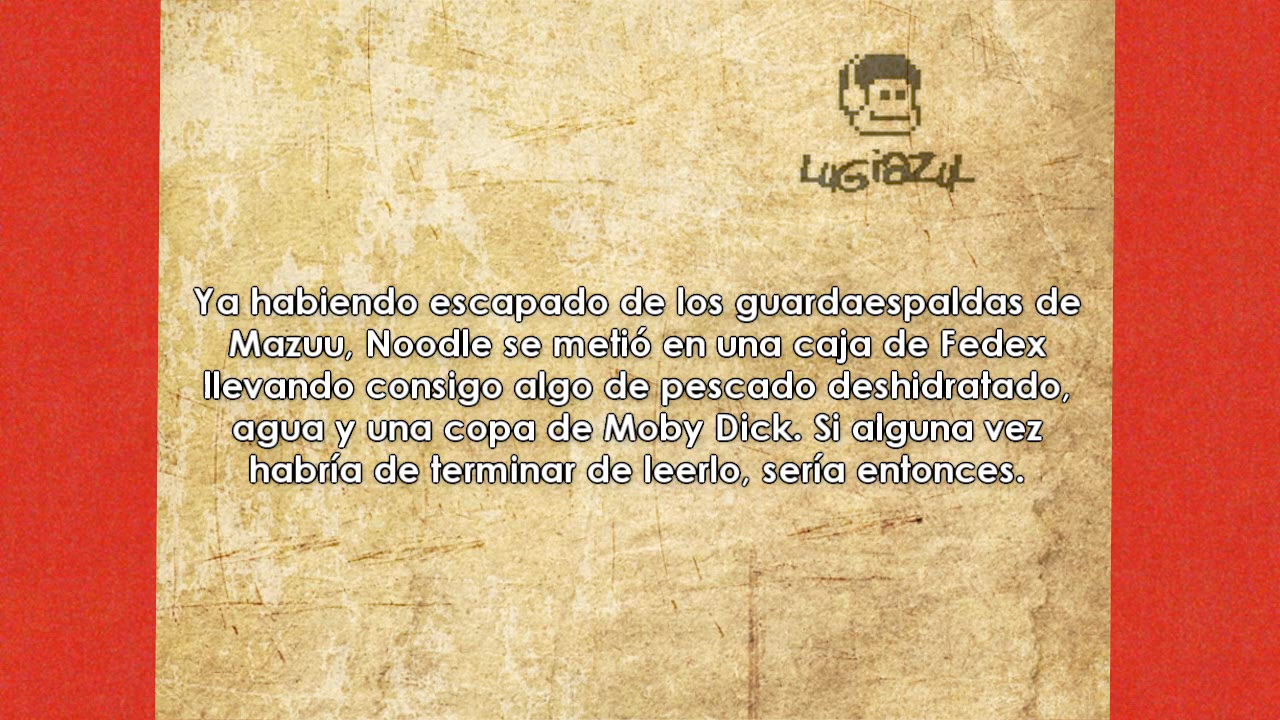 LUGIAZUL
Ya habiendo escapado de los guardaespaldas de
Mazuu, Noodle se metió en una caja de Fedex
llevando consigo algo de pescado deshidratado,
agua y una copa de Moby Dick. Si alguna vez
habría de terminar de leerlo, sería entonces.